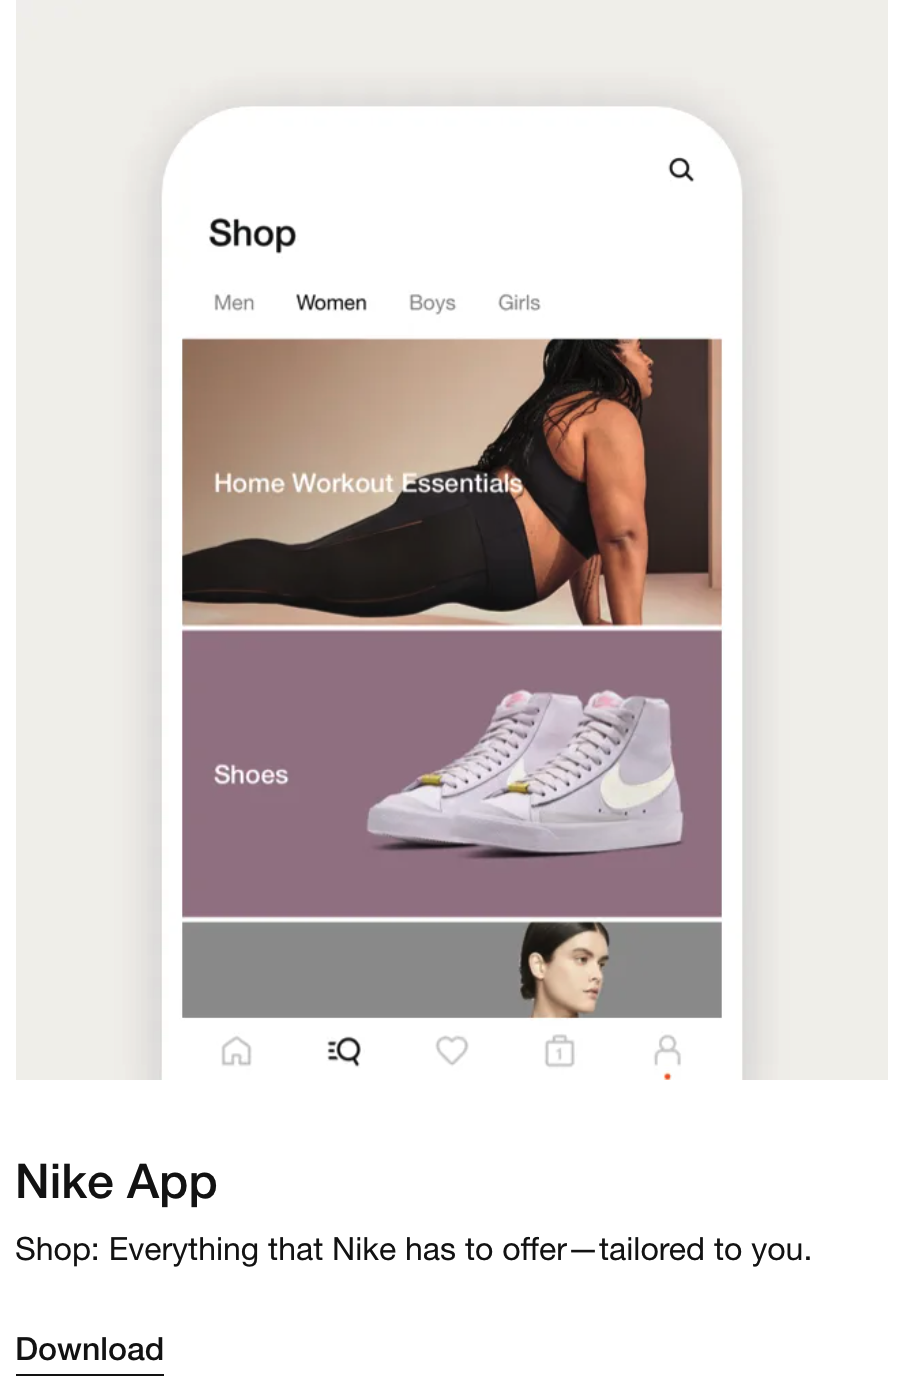 Shop
Men Women Boys Girls
Home Workout Essentials
Shoes
1
Nike App
Shop: Everything that Nike has to offer—tailored to you.
Download